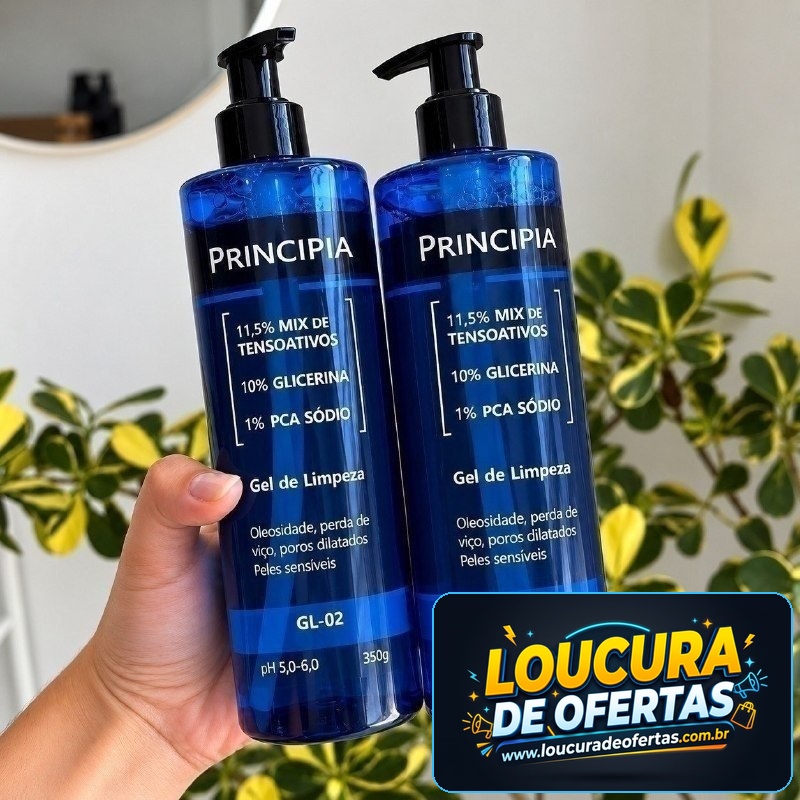 PRINCIPIA
11,5% MIX DE
TENSOATIVOS
10% GLICERINA
1% PCA SÓDIO
Gel de Limpeza
Oleosidade, perda de
viço, poros dilatados
Peles sensíveis
GL-02
pH 5,0-6,0 350g
PRINCIPIA
11,5% MIX DE
TENSOATIVOS
10% GLICERINA
1% PCA SÓDIO
Gel de Limpeza
Oleosidade, perda de
viço, poros dilatados
Peles sensíveis
LOUCURA
DE OFERTAS
www.loucuradeofertas.com.br